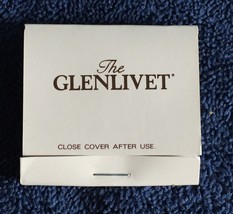 The
GLENLIVET®
CLOSE COVER AFTER USE.